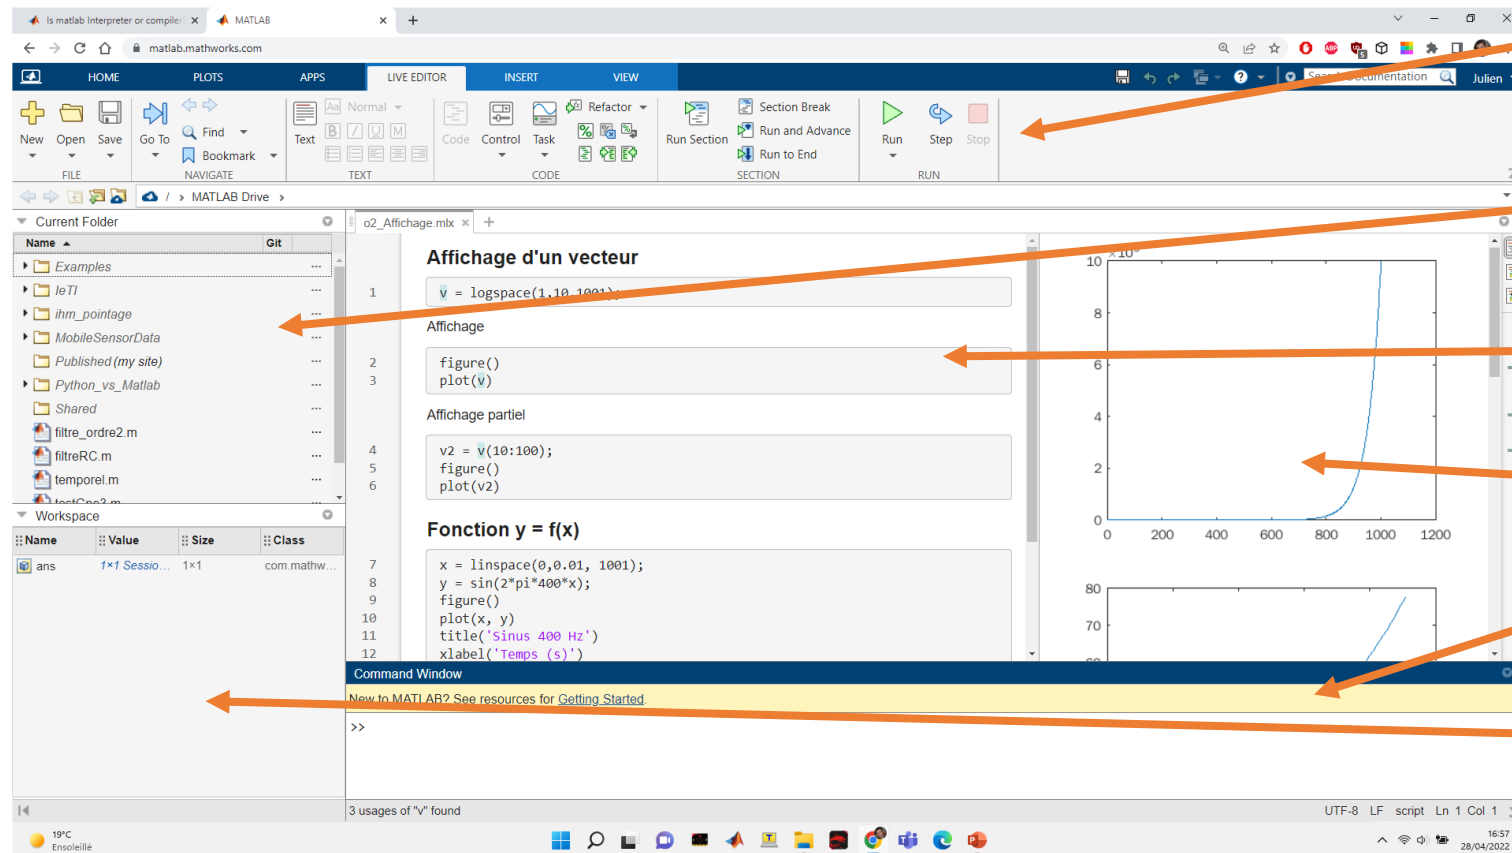 Is matlab Interpreter or compiler
MATLAB
matlab.mathworks.com
HOME PLOTS APPS LIVE EDITOR INSERT VIEW
Documentation
Julien
New Open Save Go To Find Bookmark
Text Normal
B I U M
Code Control Task Refactor
Run Section Section Break Run and Advance Run to End
Run Step Stop
FILE NAVIGATE TEXT CODE SECTION RUN
/ > MATLAB Drive >
Current Folder
Name Git
Examples
IeTI
ihm_pointage
MobileSensorData
Published (my site)
Python_vs_Matlab
Shared
filtre_ordre2.m
filtreRC.m
temporel.m
Workspace
Name Value Size Class
ans 1×1 Sessio... 1×1 com.mathw...
o2_Affichage.mlx
Affichage d'un vecteur
1 v = logspace(1,10,1001);
Affichage
2 figure()
3 plot(v)
Affichage partiel
4 v2 = v(10:100);
5 figure()
6 plot(v2)
Fonction y = f(x)
7 x = linspace(0,0.01, 1001);
8 y = sin(2*pi*400*x);
9 figure()
10 plot(x, y)
11 title('Sinus 400 Hz')
12 xlabel('Temps (s)')
10
8
6
4
2
0
0 200 400 600 800 1000 1200
80
70
Command Window
New to MATLAB? See resources for Getting Started.
>>
3 usages of "v" found
UTF-8 LF script Ln 1 Col 1
19°C
Ensoleillé
16:57
28/04/2022